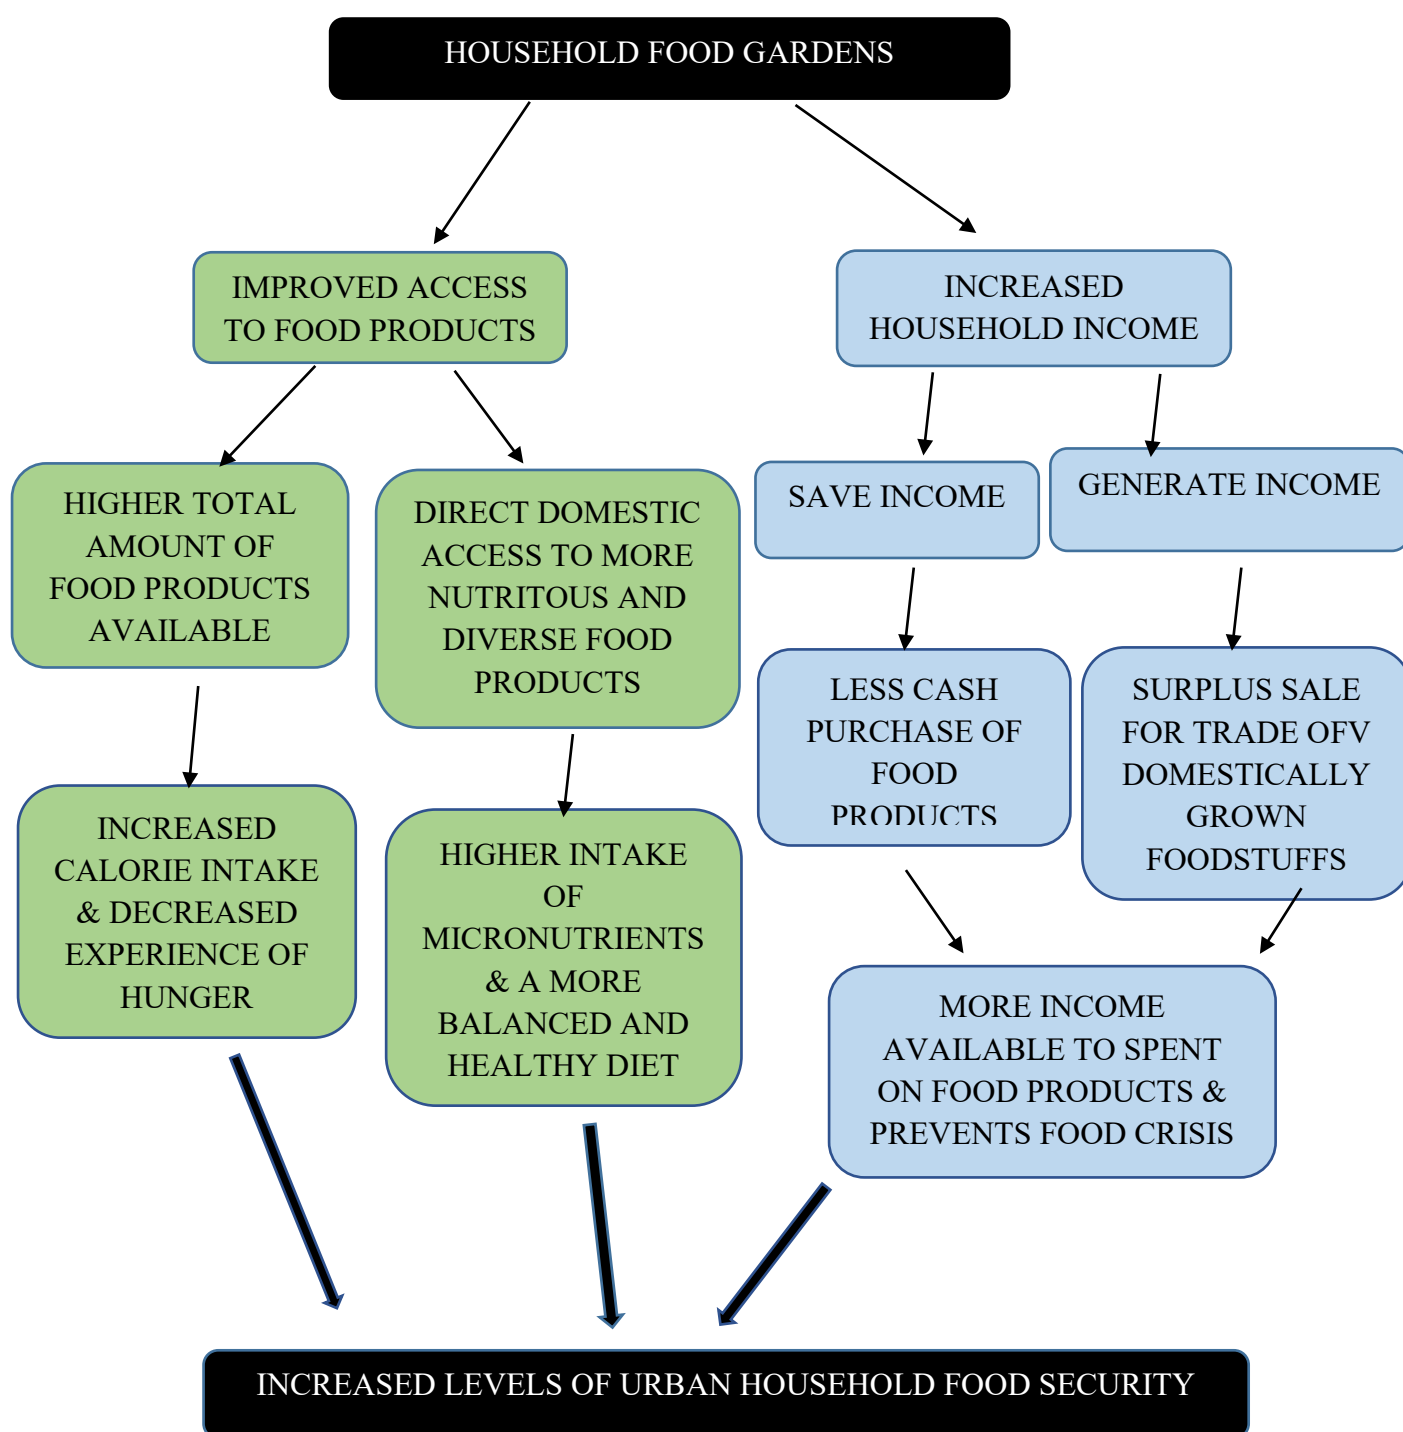 HOUSEHOLD FOOD GARDENS
IMPROVED ACCESS
TO FOOD PRODUCTS
INCREASED
HOUSEHOLD INCOME
HIGHER TOTAL
AMOUNT OF
FOOD PRODUCTS
AVAILABLE
DIRECT DOMESTIC
ACCESS TO MORE
NUTRITOUS AND
DIVERSE FOOD
PRODUCTS
SAVE INCOME
GENERATE INCOME
LESS CASH
PURCHASE OF
FOOD
PRODUCTS
SURPLUS SALE
FOR TRADE OFV
DOMESTICALLY
GROWN
FOODSTUFFS
INCREASED
CALORIE INTAKE
& DECREASED
EXPERIENCE OF
HUNGER
HIGHER INTAKE
OF
MICRONUTRIENTS
& A MORE
BALANCED AND
HEALTHY DIET
MORE INCOME
AVAILABLE TO SPENT
ON FOOD PRODUCTS &
PREVENTS FOOD CRISIS
INCREASED LEVELS OF URBAN HOUSEHOLD FOOD SECURITY